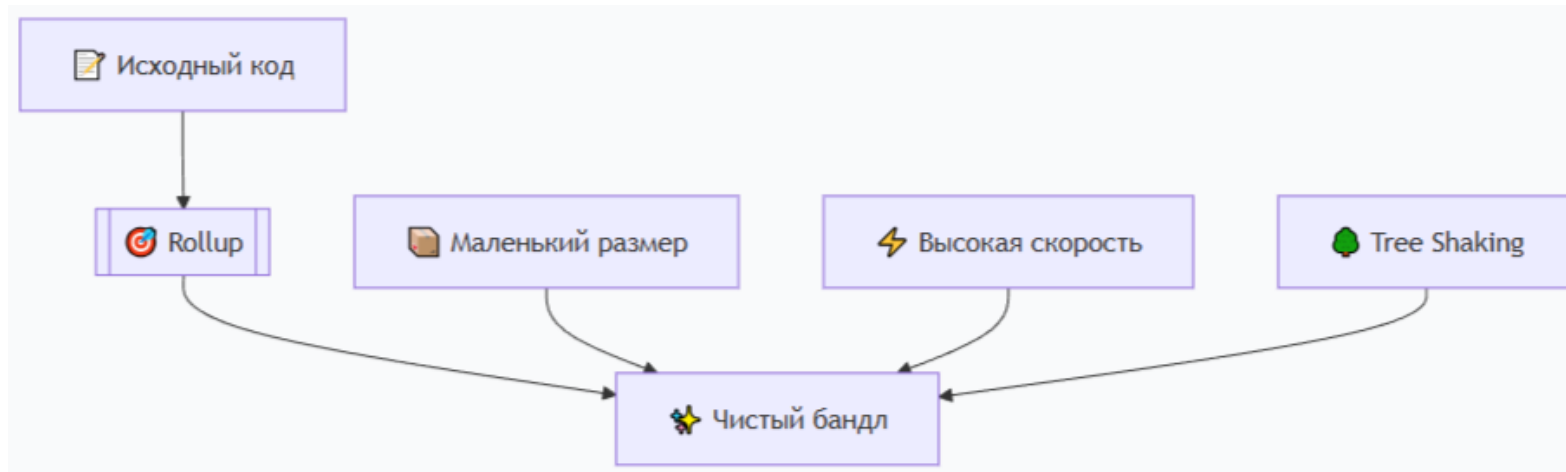 📝 Исходный код
🎯 Rollup
📦 Маленький размер
⚡ Высокая скорость
🌳 Tree Shaking
✨ Чистый бандл